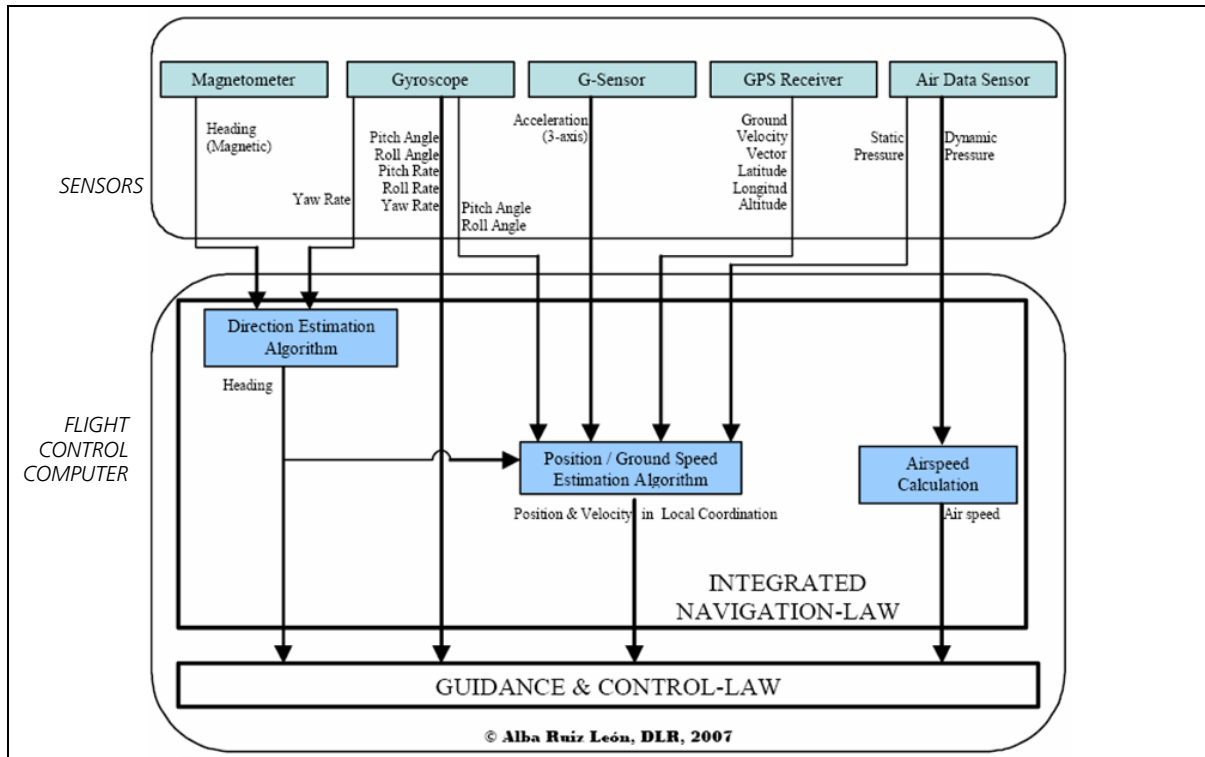 Magnetometer
Gyroscope
G-Sensor
GPS Receiver
Air Data Sensor
Heading
(Magnetic)
Yaw Rate
Pitch Angle
Roll Angle
Pitch Rate
Roll Rate
Yaw Rate
Pitch Angle
Roll Angle
Acceleration
(3-axis)
Ground
Velocity
Vector
Latitude
Longitud
Altitude
Static
Pressure
Dynamic
Pressure
SENSORS
Direction Estimation
Algorithm
Heading
FLIGHT
CONTROL
COMPUTER
Position / Ground Speed
Estimation Algorithm
Airspeed
Calculation
Position & Velocity in Local Coordination
Air speed
INTEGRATED
NAVIGATION-LAW
GUIDANCE & CONTROL-LAW
© Alba Ruiz León, DLR, 2007